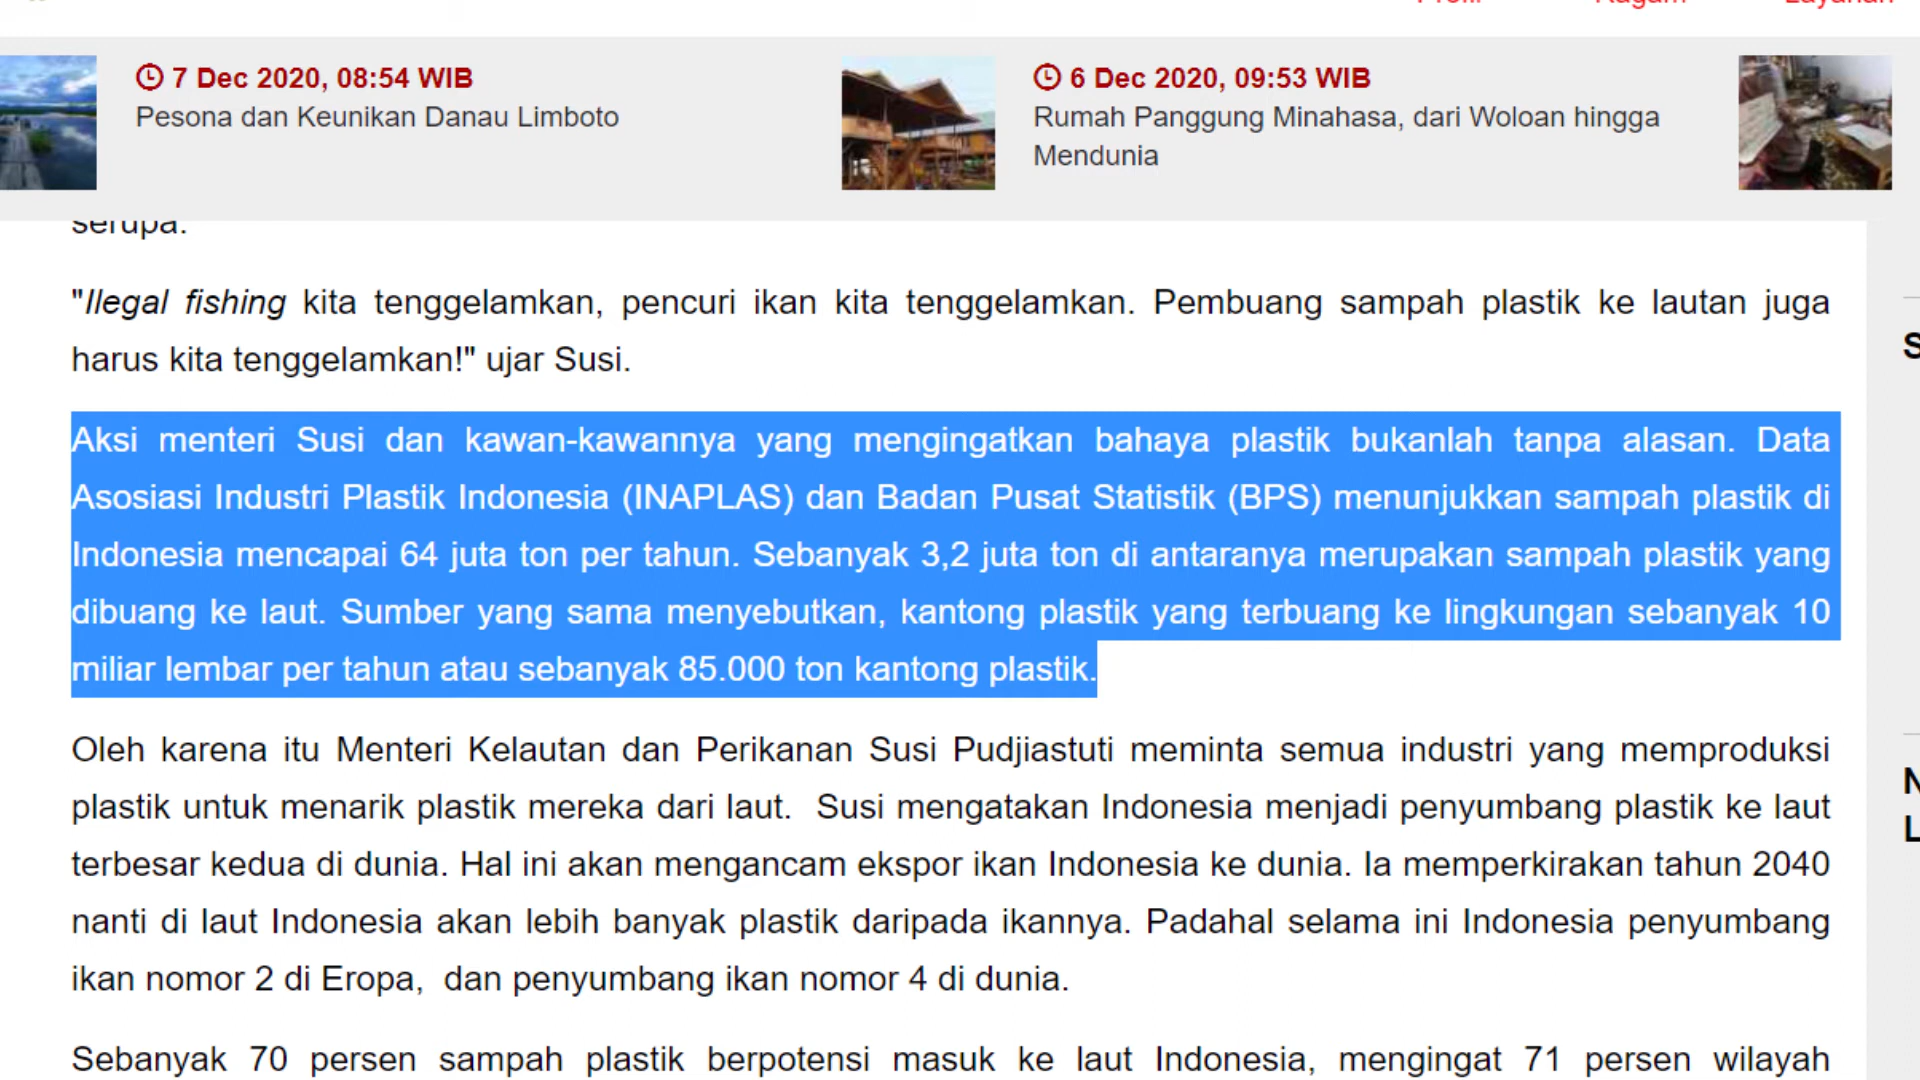 7 Dec 2020, 08:54 WIB
Pesona dan Keunikan Danau Limboto
6 Dec 2020, 09:53 WIB
Rumah Panggung Minahasa, dari Woloan hingga
Mendunia
serupa.
"Ilegal fishing kita tenggelamkan, pencuri ikan kita tenggelamkan. Pembuang sampah plastik ke lautan juga
harus kita tenggelamkan!" ujar Susi.
Aksi menteri Susi dan kawan-kawannya yang mengingatkan bahaya plastik bukanlah tanpa alasan. Data
Asosiasi Industri Plastik Indonesia (INAPLAS) dan Badan Pusat Statistik (BPS) menunjukkan sampah plastik di
Indonesia mencapai 64 juta ton per tahun. Sebanyak 3,2 juta ton di antaranya merupakan sampah plastik yang
dibuang ke laut. Sumber yang sama menyebutkan, kantong plastik yang terbuang ke lingkungan sebanyak 10
miliar lembar per tahun atau sebanyak 85.000 ton kantong plastik.
Oleh karena itu Menteri Kelautan dan Perikanan Susi Pudjiastuti meminta semua industri yang memproduksi
plastik untuk menarik plastik mereka dari laut.  Susi mengatakan Indonesia menjadi penyumbang plastik ke laut
terbesar kedua di dunia. Hal ini akan mengancam ekspor ikan Indonesia ke dunia. Ia memperkirakan tahun 2040
nanti di laut Indonesia akan lebih banyak plastik daripada ikannya. Padahal selama ini Indonesia penyumbang
ikan nomor 2 di Eropa,  dan penyumbang ikan nomor 4 di dunia.
Sebanyak 70 persen sampah plastik berpotensi masuk ke laut Indonesia, mengingat 71 persen wilayah